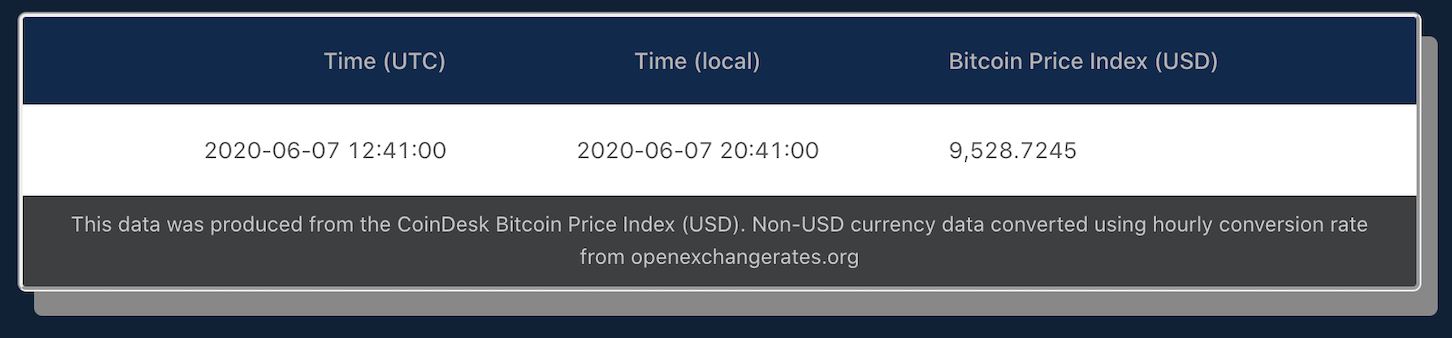 Time (UTC) Time (local) Bitcoin Price Index (USD)
2020-06-07 12:41:00 2020-06-07 20:41:00 9,528.7245
This data was produced from the CoinDesk Bitcoin Price Index (USD). Non-USD currency data converted using hourly conversion rate
from openexchangerates.org